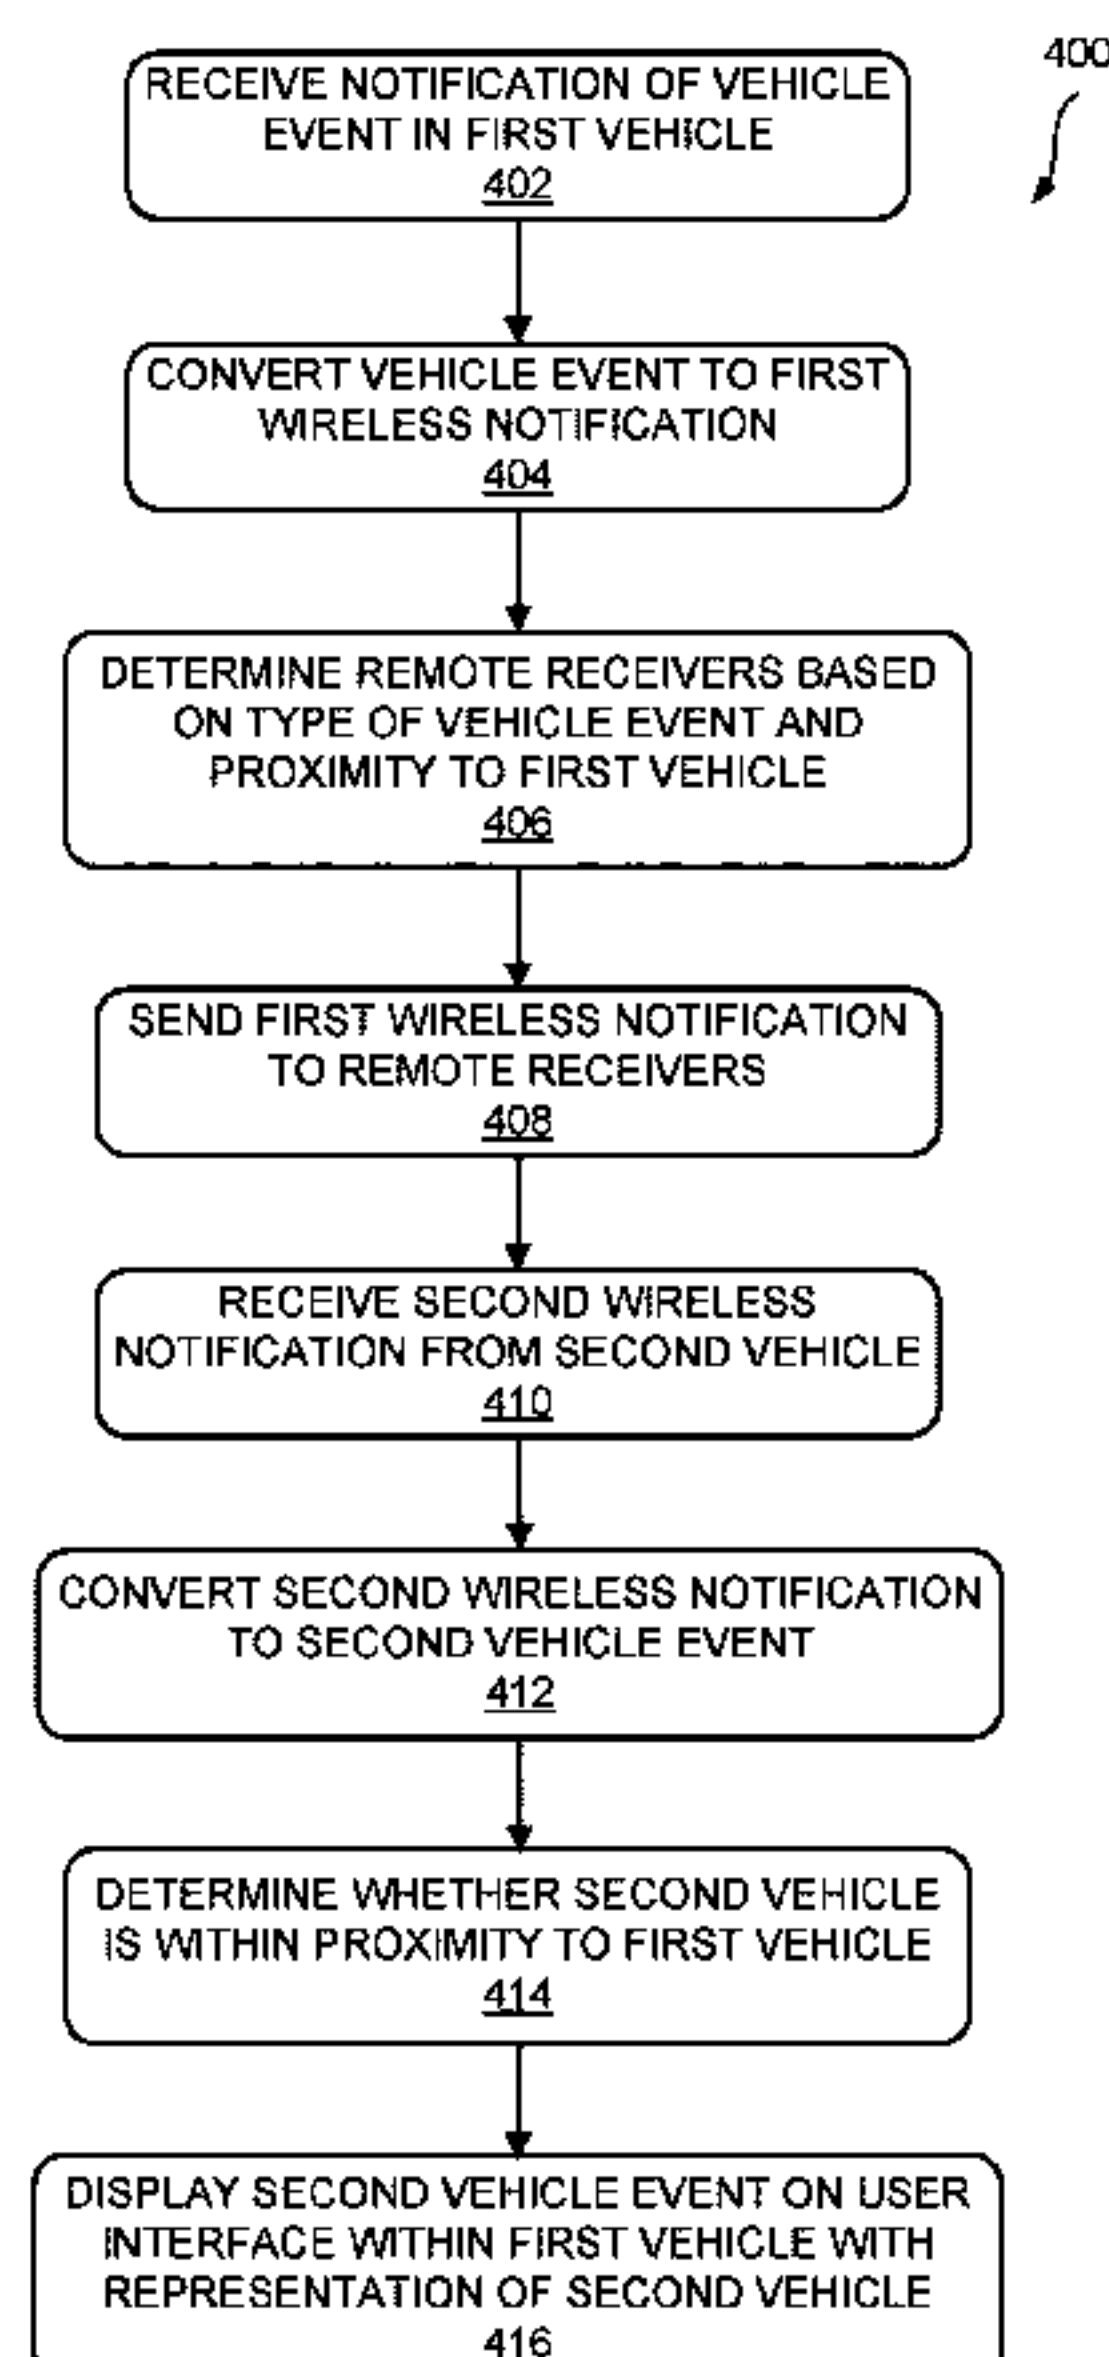 400
RECEIVE NOTIFICATION OF VEHICLE
EVENT IN FIRST VEHICLE
402
CONVERT VEHICLE EVENT TO FIRST
WIRELESS NOTIFICATION
404
DETERMINE REMOTE RECEIVERS BASED
ON TYPE OF VEHICLE EVENT AND
PROXIMITY TO FIRST VEHICLE
406
SEND FIRST WIRELESS NOTIFICATION
TO REMOTE RECEIVERS
408
RECEIVE SECOND WIRELESS
NOTIFICATION FROM SECOND VEHICLE
410
CONVERT SECOND WIRELESS NOTIFICATION
TO SECOND VEHICLE EVENT
412
DETERMINE WHETHER SECOND VEHICLE
IS WITHIN PROXIMITY TO FIRST VEHICLE
414
DISPLAY SECOND VEHICLE EVENT ON USER
INTERFACE WITHIN FIRST VEHICLE WITH
REPRESENTATION OF SECOND VEHICLE
416